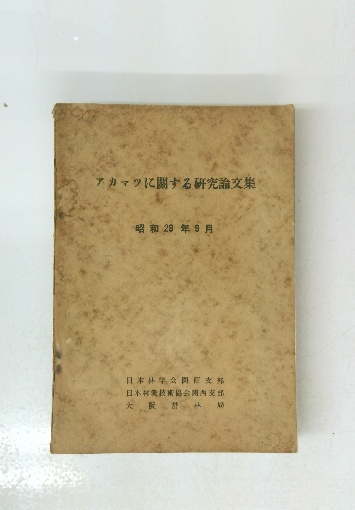 アカマツに關する研究論文集
昭和29年9月
日本林学会関西支部
日本林業技術協会関西支部
大阪営林局